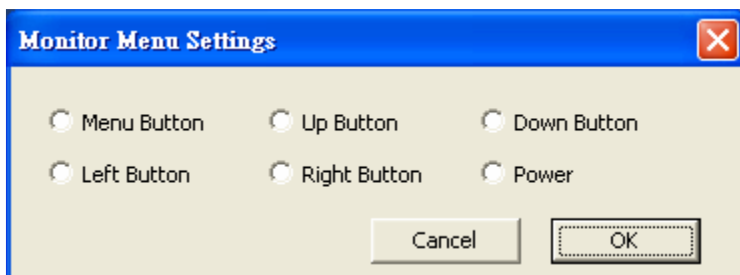 Monitor Menu Settings
Menu Button Up Button Down Button
Left Button Right Button Power
Cancel OK